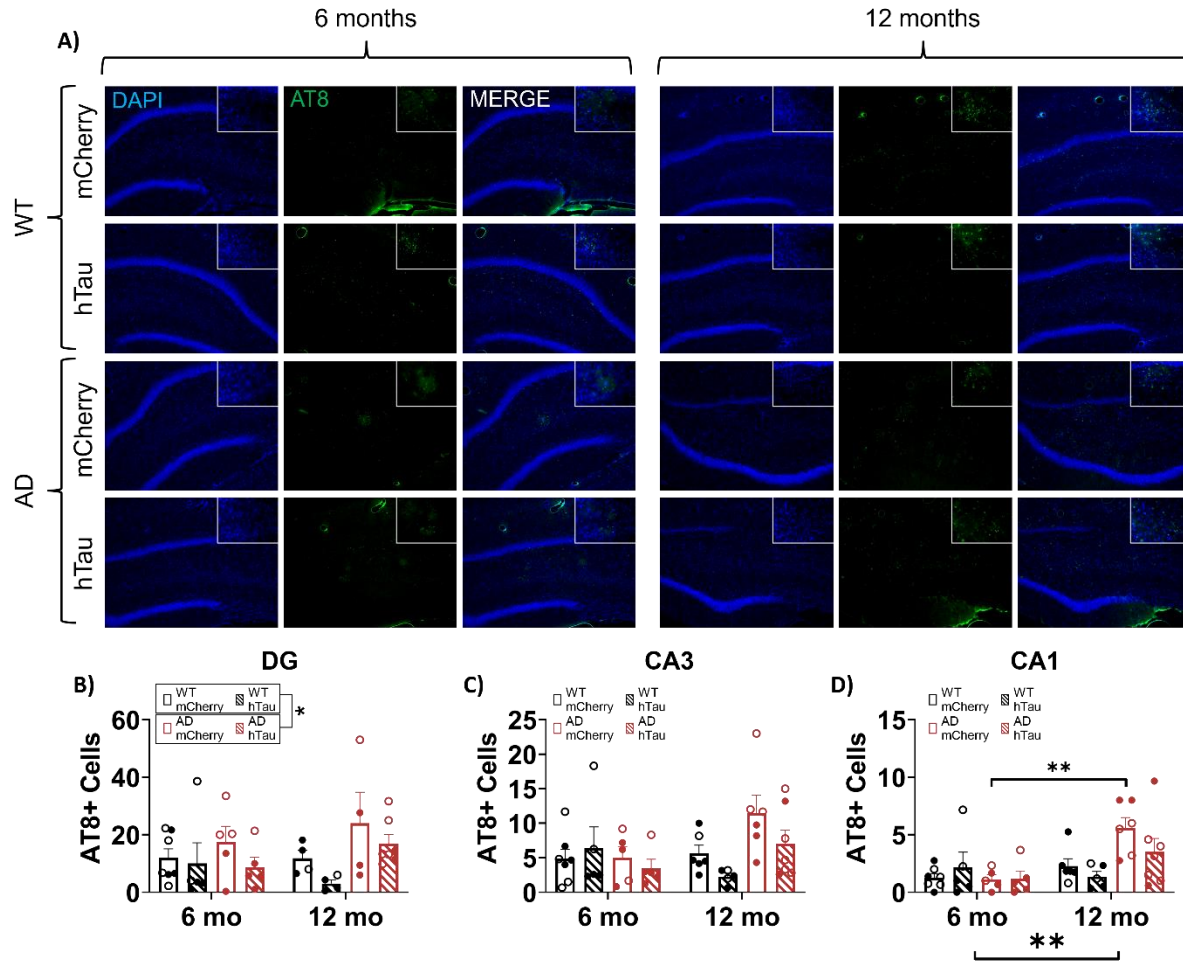 6 months
12 months
A)
DAPI
AT8
MERGE
WT
mCherry
hTau
AD
mCherry
hTau
DG
B)
WT mCherry
WT hTau
AD mCherry
AD hTau
*
AT8+ Cells
60
40
20
0
6 mo
12 mo
CA3
C)
WT mCherry
WT hTau
AD mCherry
AD hTau
AT8+ Cells
25
20
15
10
5
0
6 mo
12 mo
CA1
D)
WT mCherry
WT hTau
AD mCherry
AD hTau
**
AT8+ Cells
15
10
5
0
6 mo
12 mo
**